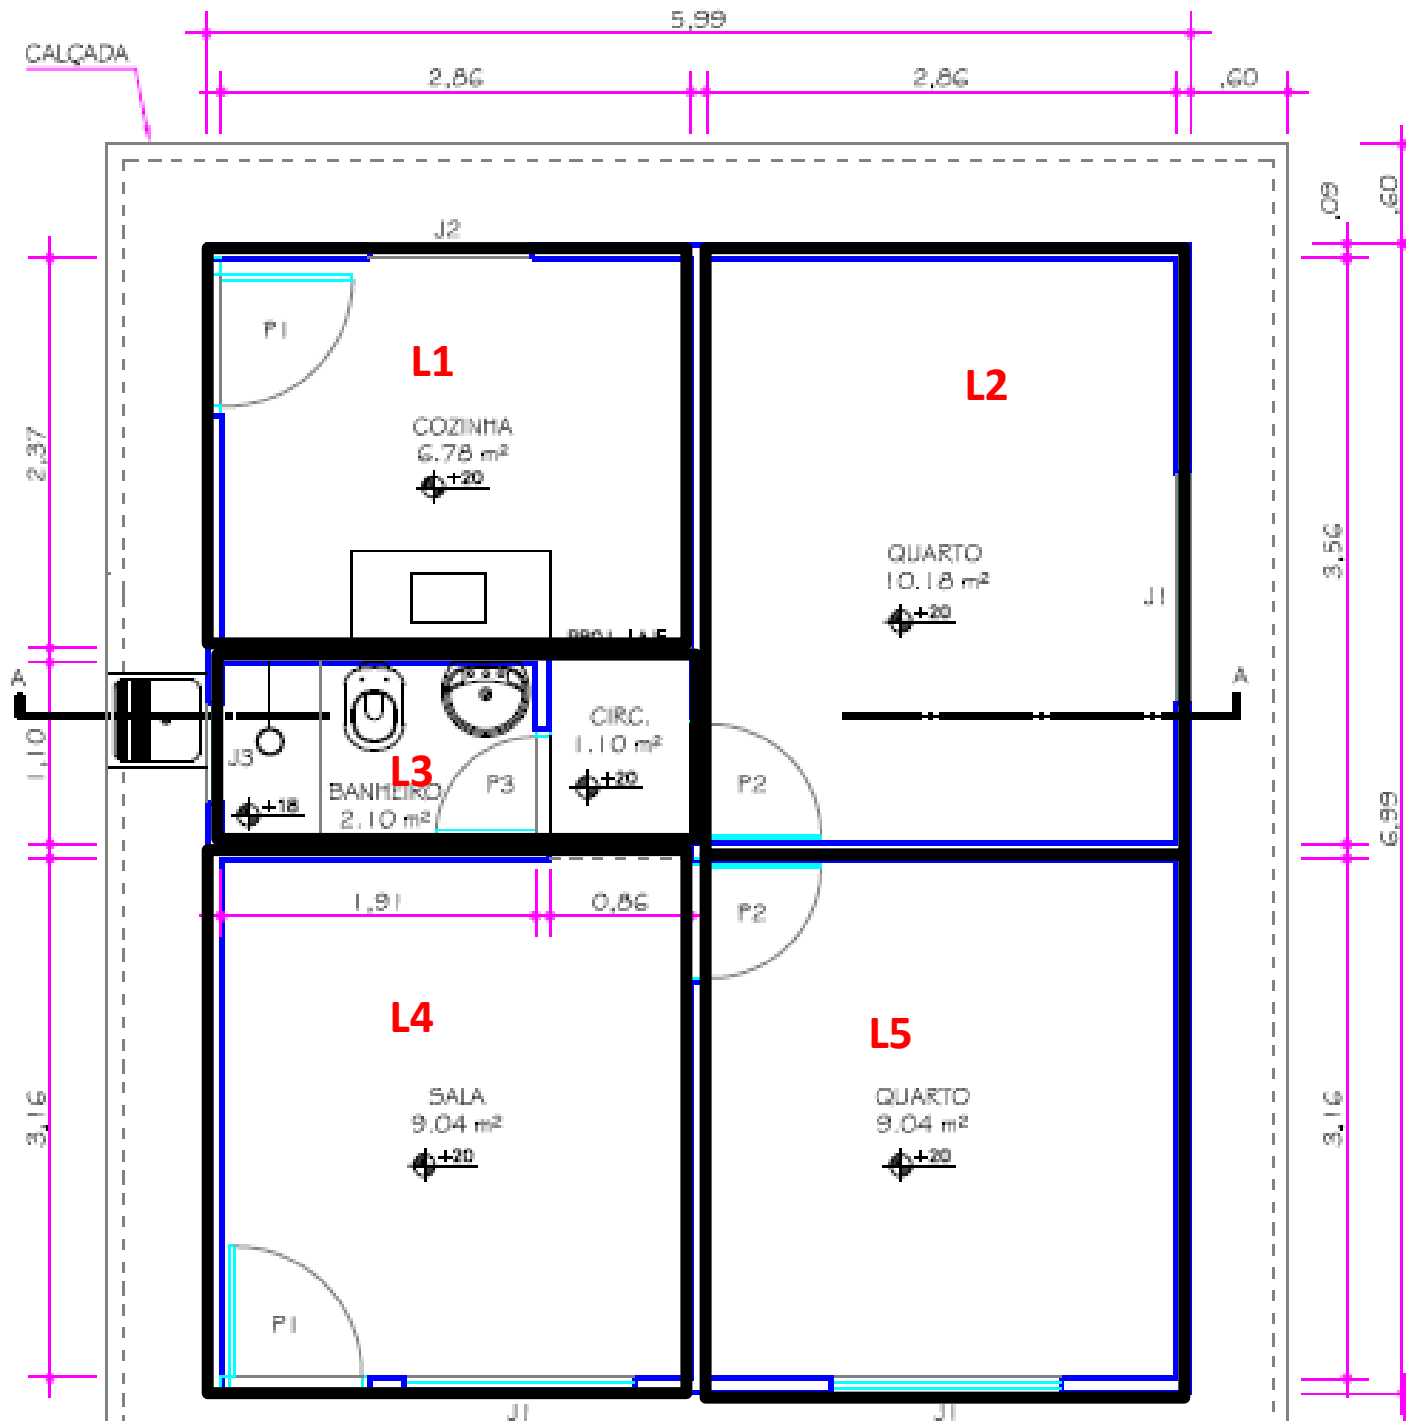 5,99
CALÇADA
2,86
2,86
,60
,09
,60
J2
P1
L1
L2
COZINHA
6.78 m²
+20
2,37
3,56
QUARTO
10.18 m²
+20
J1
PROJ. LAJE
A
A
CIRC.
1.10 m²
+20
1,10
J3
L3
P3
P2
BANHEIRO
2.10 m²
+18
6,99
1,91
0,86
P2
L4
L5
SALA
9.04 m²
+20
QUARTO
9.04 m²
+20
3,16
3,16
P1
J1
J1